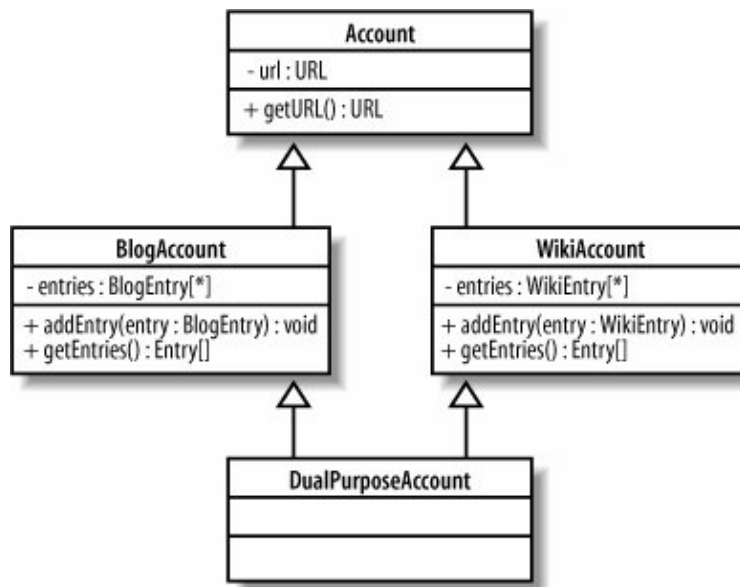 Account
- url : URL
+ getURL() : URL
BlogAccount
- entries : BlogEntry[*]
+ addEntry(entry : BlogEntry) : void
+ getEntries() : Entry[]
WikiAccount
- entries : WikiEntry[*]
+ addEntry(entry : WikiEntry) : void
+ getEntries() : Entry[]
DualPurposeAccount